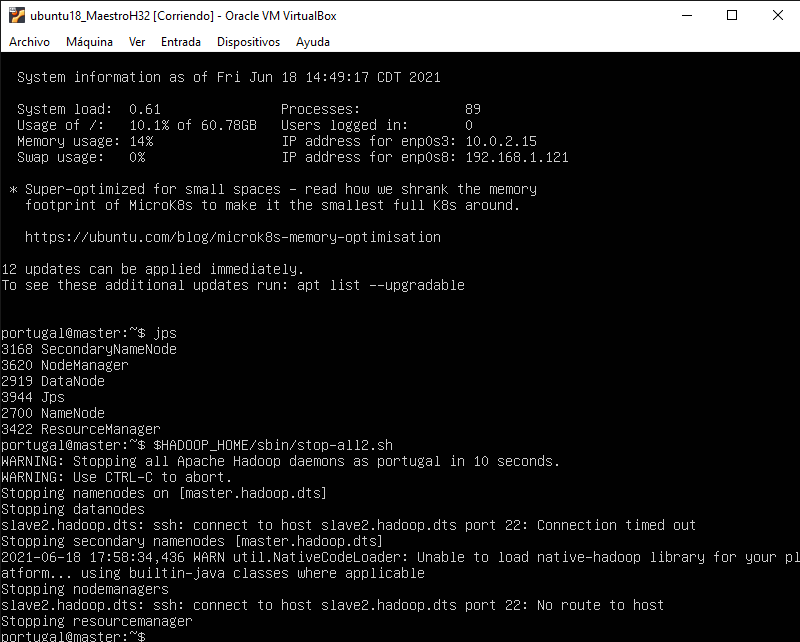 ubuntu18_MaestroH32 [Corriendo] - Oracle VM VirtualBox
Archivo Máquina Ver Entrada Dispositivos Ayuda
System information as of Fri Jun 18 14:49:17 CDT 2021
System load: 0.61 Processes: 89
Usage of /: 10.1% of 60.78GB Users logged in: 0
Memory usage: 14% IP address for enp0s3: 10.0.2.15
Swap usage: 0% IP address for enp0s8: 192.168.1.121
* Super-optimized for small spaces - read how we shrank the memory
footprint of MicroK8s to make it the smallest full K8s around.
https://ubuntu.com/blog/microk8s-memory-optimisation
12 updates can be applied immediately.
To see these additional updates run: apt list --upgradable
portugal@master:~$ jps
3168 SecondaryNameNode
3620 NodeManager
2919 DataNode
3944 Jps
2700 NameNode
3422 ResourceManager
portugal@master:~$ $HADOOP_HOME/sbin/stop-all2.sh
WARNING: Stopping all Apache Hadoop daemons as portugal in 10 seconds.
WARNING: Use CTRL-C to abort.
Stopping namenodes on [master.hadoop.dts]
Stopping datanodes
slave2.hadoop.dts: ssh: connect to host slave2.hadoop.dts port 22: Connection timed out
Stopping secondary namenodes [master.hadoop.dts]
2021-06-18 17:58:34,436 WARN util.NativeCodeLoader: Unable to load native-hadoop library for your pl
atform... using builtin-java classes where applicable
Stopping nodemanagers
slave2.hadoop.dts: ssh: connect to host slave2.hadoop.dts port 22: No route to host
Stopping resourcemanager
portugal@master:~$